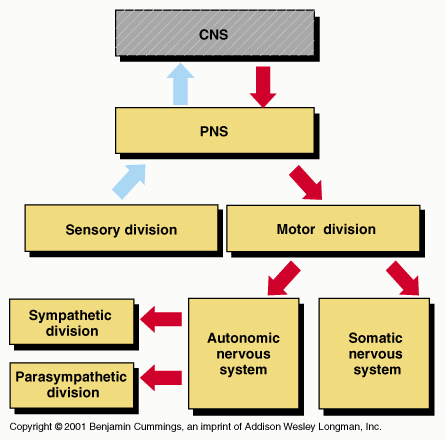 CNS
PNS
Sensory division
Motor division
Sympathetic
division
Autonomic
nervous
system
Somatic
nervous
system
Parasympathetic
division
Copyright © 2001 Benjamin Cummings, an imprint of Addison Wesley Longman, Inc.